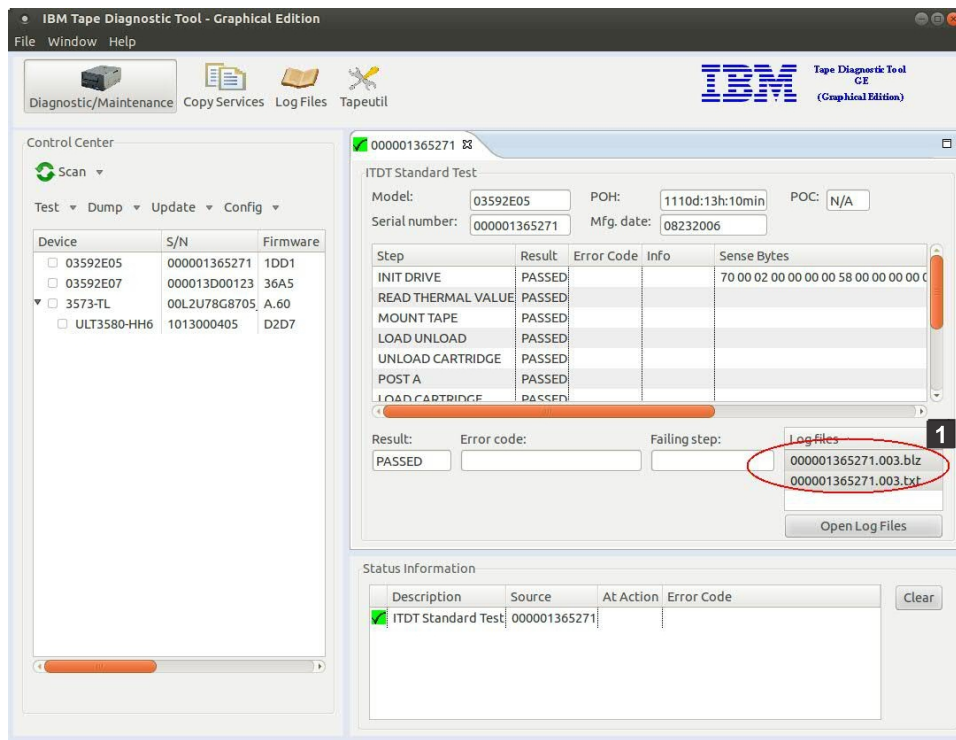 IBM Tape Diagnostic Tool - Graphical Edition
File Window Help
Diagnostic/Maintenance Copy Services Log Files Tapeutil
IBM
Tape Diagnostic Tool
GE
(Graphical Edition)
Control Center
Scan
Test Dump Update Config
Device S/N Firmware
03592E05 000001365271 1DD1
03592E07 000013D00123 36A5
3573-TL 00L2U78G8705_ A.60
ULT3580-HH6 1013000405 D2D7
000001365271
ITDT Standard Test
Model: 03592E05 POH: 1110d:13h:10min POC: N/A
Serial number: 000001365271 Mfg. date: 08232006
Step Result Error Code Info Sense Bytes
INIT DRIVE PASSED 70 00 02 00 00 00 00 58 00 00 00 00
READ THERMAL VALUE PASSED
MOUNT TAPE PASSED
LOAD UNLOAD PASSED
UNLOAD CARTRIDGE PASSED
POST A PASSED
LOAD CARTRIDGE PASSED
Result: Error code: Failing step: Log files 1
PASSED
000001365271.003.blz
000001365271.003.txt
Open Log Files
Status Information
Description Source At Action Error Code
Clear
ITDT Standard Test 000001365271